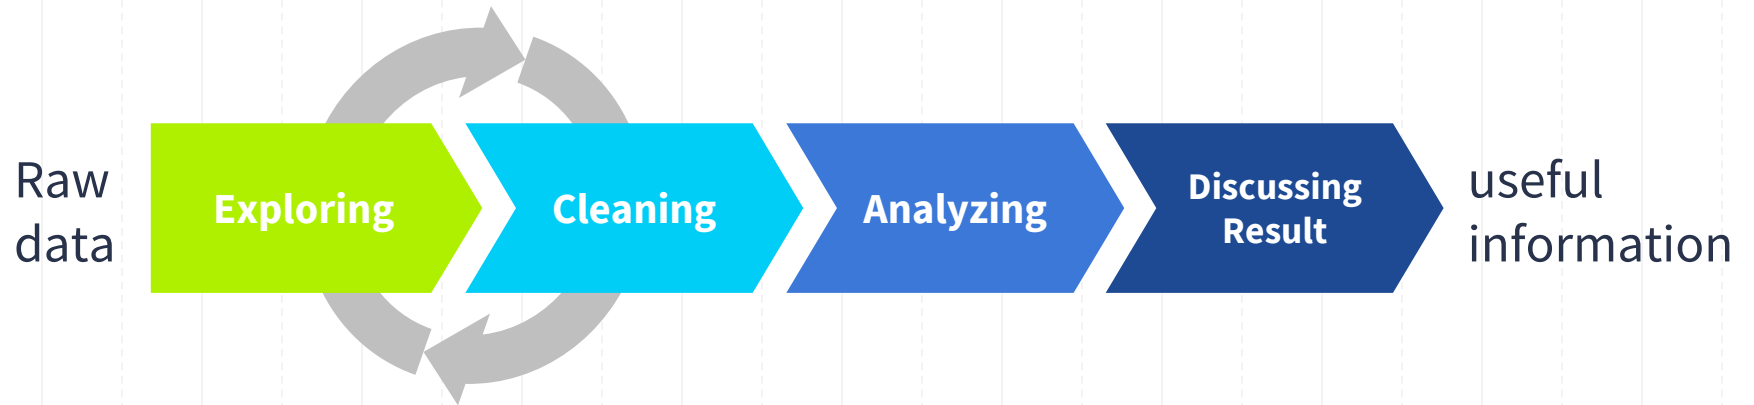 Raw
data
Exploring
Cleaning
Analyzing
Discussing
Result
useful
information